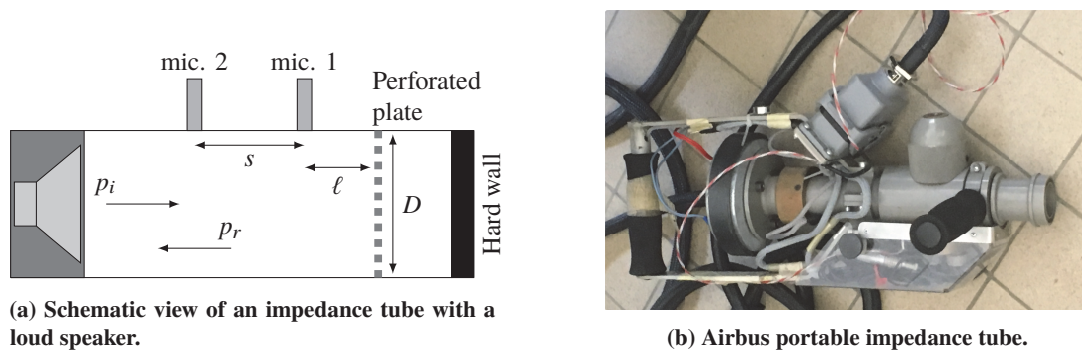 mic. 2
mic. 1
Perforated
plate
s
ℓ
p_i
D
p_r
Hard wall
(a) Schematic view of an impedance tube with a
loud speaker.
(b) Airbus portable impedance tube.